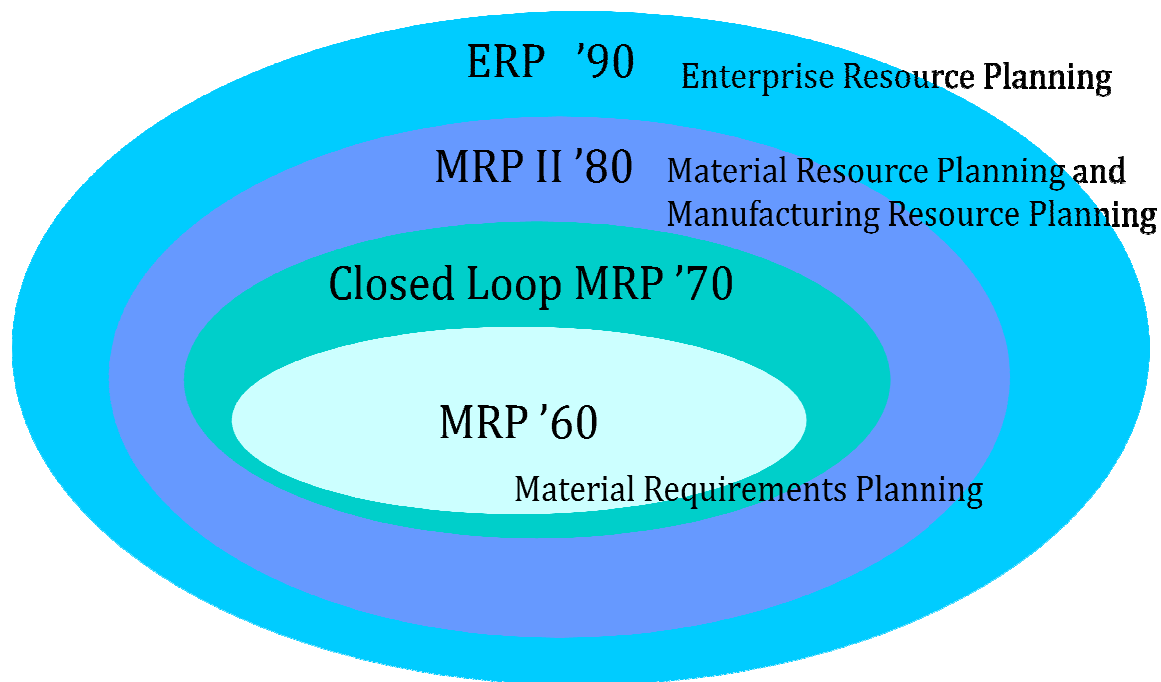 ERP ’90
Enterprise Resource Planning
MRP II ’80
Material Resource Planning and
Manufacturing Resource Planning
Closed Loop MRP ’70
MRP ’60
Material Requirements Planning